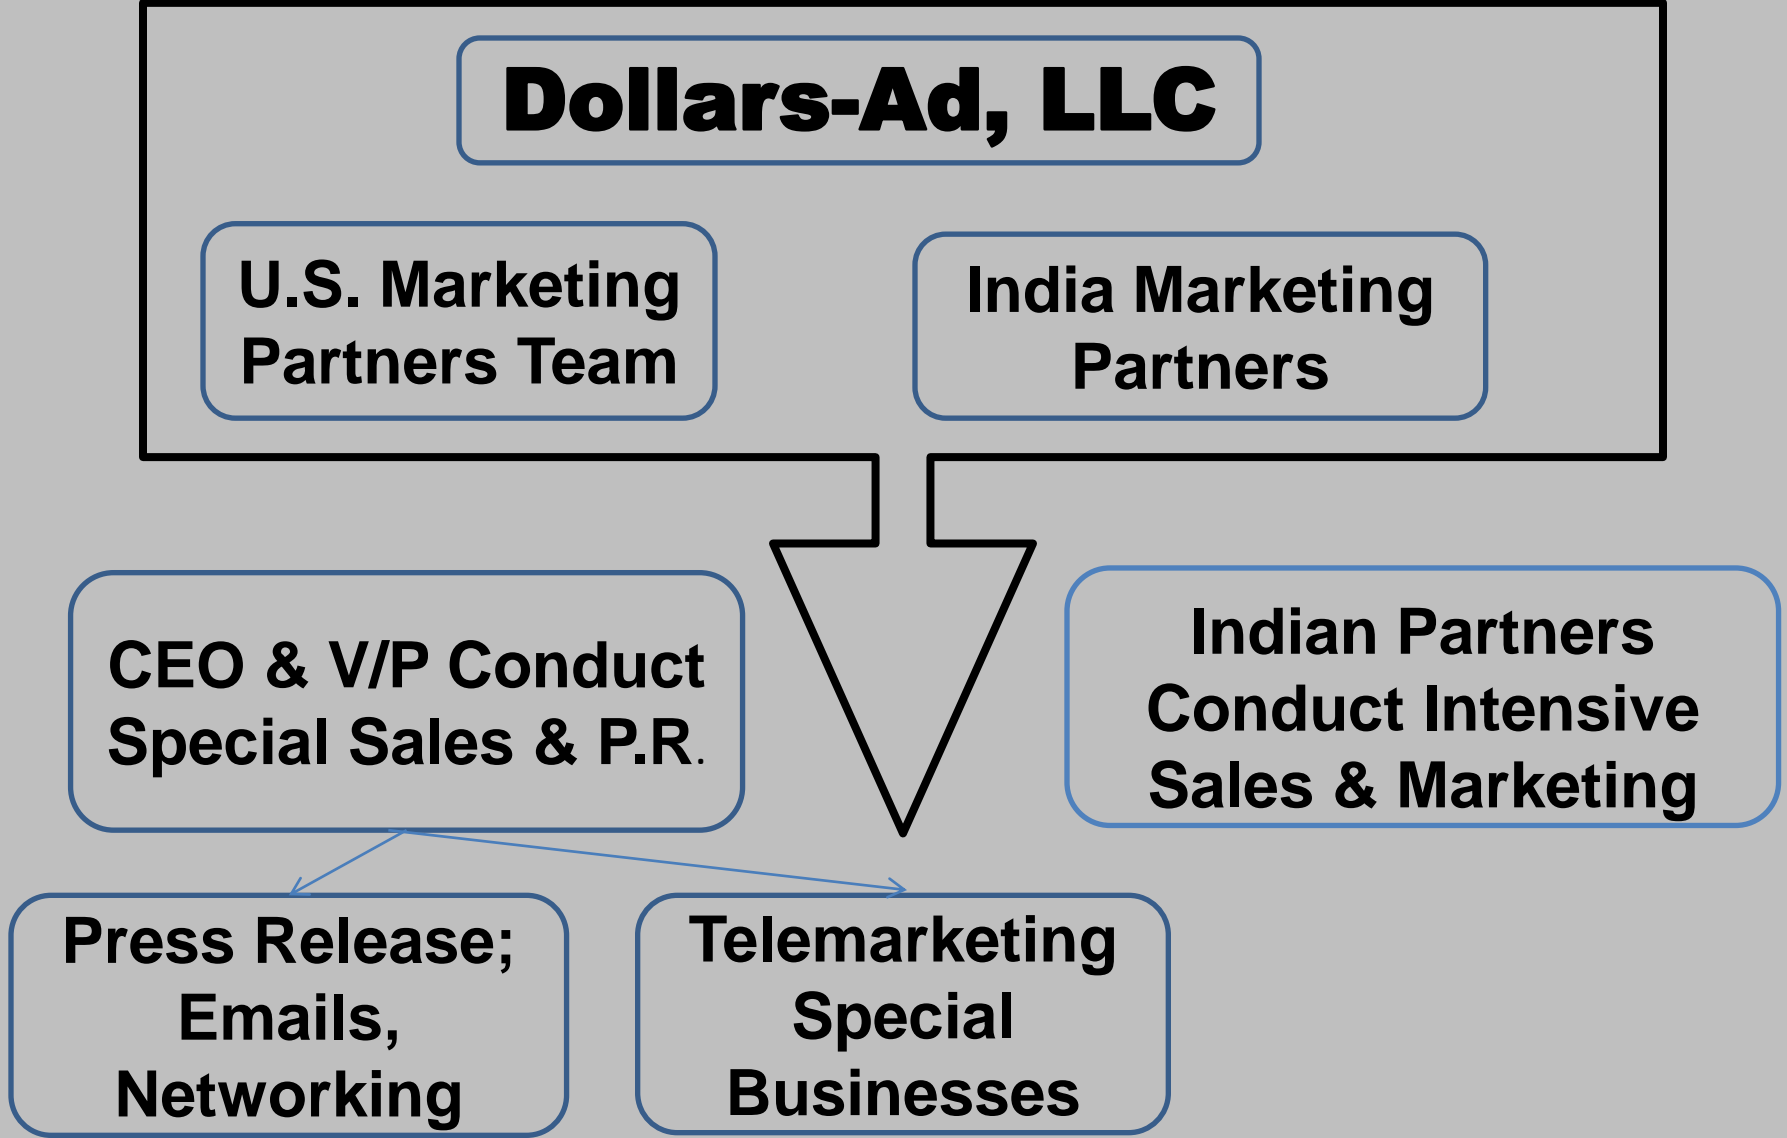 Dollars-Ad, LLC
U.S. Marketing
Partners Team
India Marketing
Partners
CEO & V/P Conduct
Special Sales & P.R.
Indian Partners
Conduct Intensive
Sales & Marketing
Press Release;
Emails,
Networking
Telemarketing
Special
Businesses